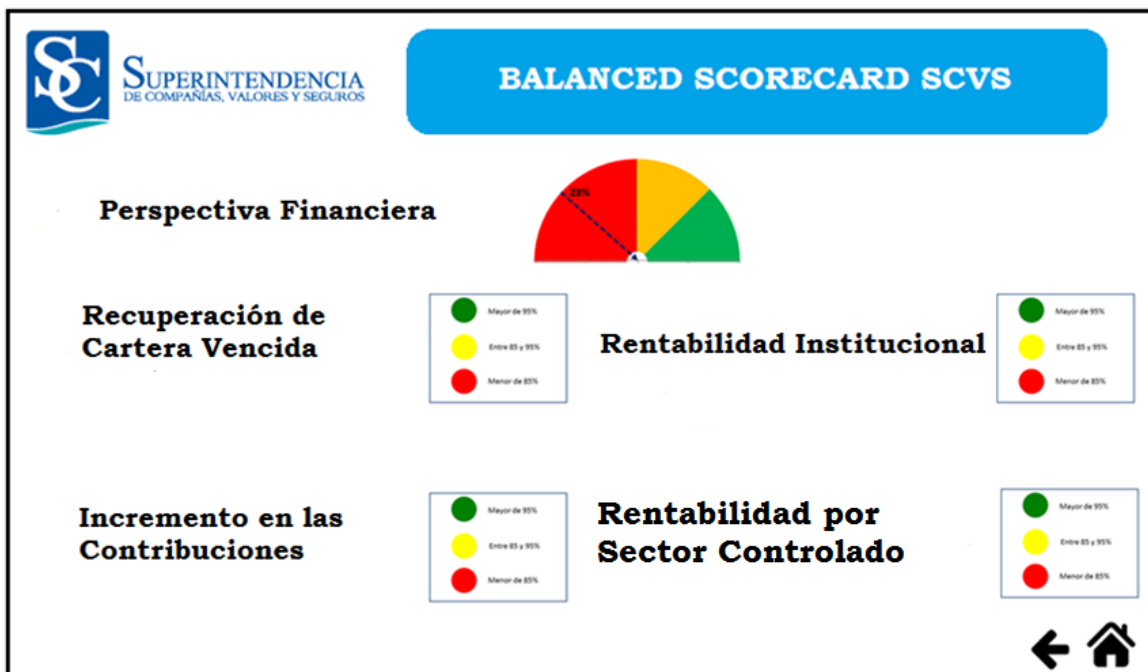 SC
SUPERINTENDENCIA
DE COMPAÑÍAS, VALORES Y SEGUROS
BALANCED SCORECARD SCVS
Perspectiva Financiera
23%
Recuperación de
Cartera Vencida
Mayor de 95%
Entre 85 y 95%
Menor de 85%
Rentabilidad Institucional
Mayor de 95%
Entre 85 y 95%
Menor de 85%
Incremento en las
Contribuciones
Mayor de 95%
Entre 85 y 95%
Menor de 85%
Rentabilidad por
Sector Controlado
Mayor de 95%
Entre 85 y 95%
Menor de 85%